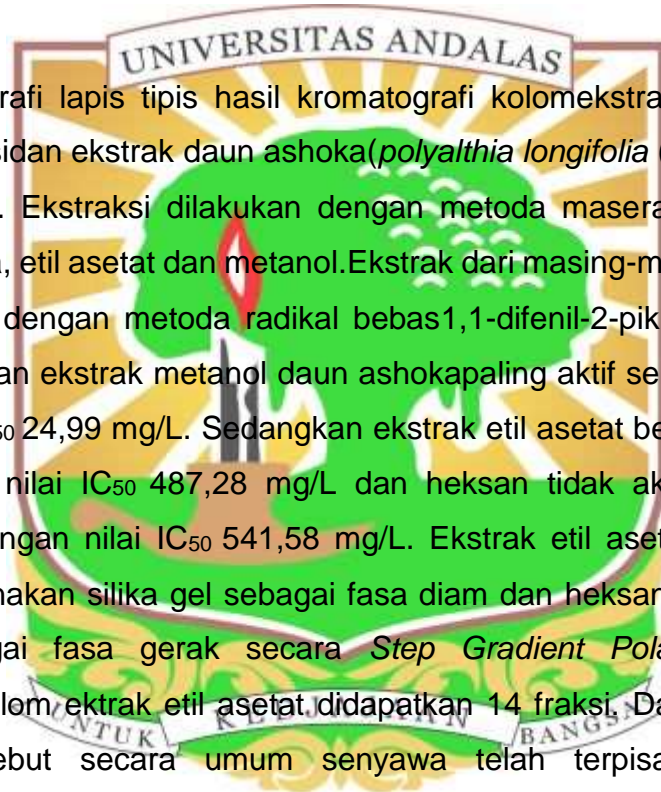 UNIVERSITAS ANDALAS
rafi lapis tipis hasil kromatografi kolomekstra
sidan ekstrak daun ashoka(polyalthia longifolia
. Ekstraksi dilakukan dengan metoda masera
, etil asetat dan metanol.Ekstrak dari masing-m
dengan metoda radikal bebas1,1-difenil-2-pik
an ekstrak metanol daun ashokapaling aktif se
50 24,99 mg/L. Sedangkan ekstrak etil asetat be
nilai IC50 487,28 mg/L dan heksan tidak ak
ngan nilai IC50 541,58 mg/L. Ekstrak etil aset
nakan silika gel sebagai fasa diam dan heksan
gai fasa gerak secara Step Gradient Pola
lom ektrak etil asetat didapatkan 14 fraksi. Da
UNTUK KEDJAJAAN BANGSA
ebut secara umum senyawa telah terpisa